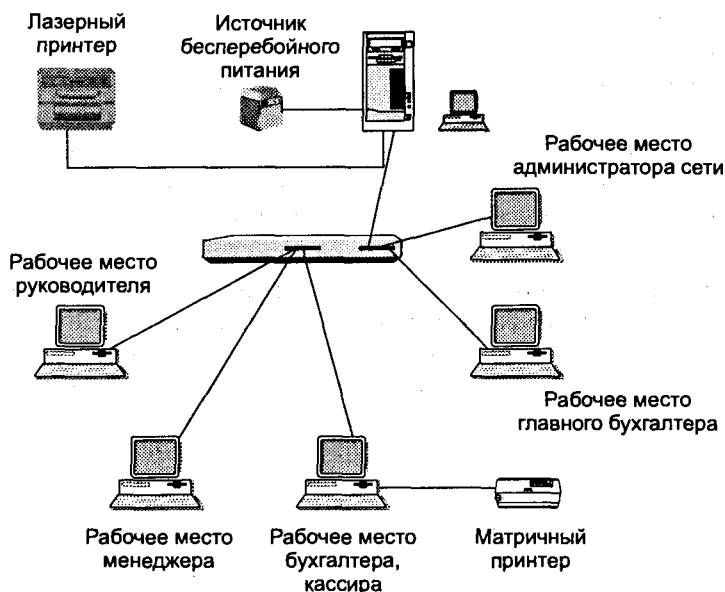 Лазерный
принтер
Источник
бесперебойного
питания
Рабочее место
администратора сети
Рабочее место
руководителя
Рабочее место
главного бухгалтера
Рабочее место
менеджера
Рабочее место
бухгалтера,
кассира
Матричный
принтер